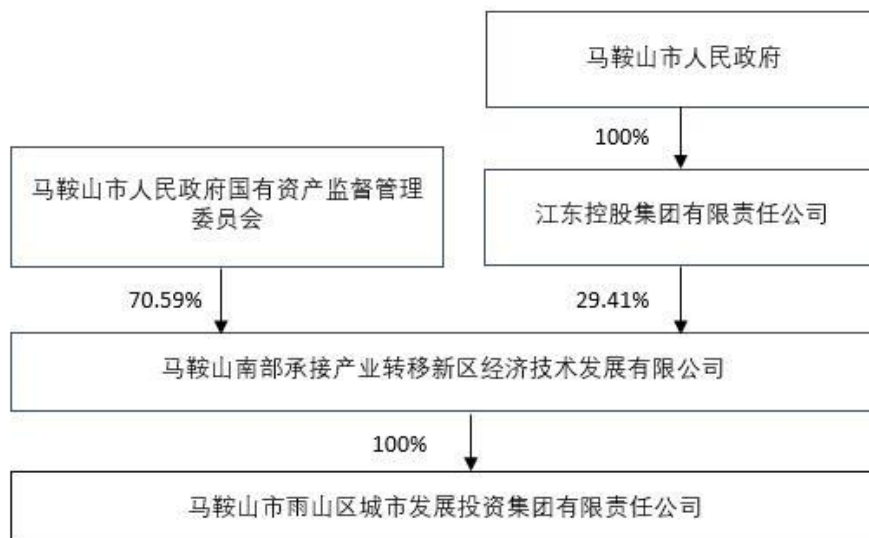 马鞍山市人民政府
100%
马鞍山市人民政府国有资产监督管理
委员会
江东控股集团有限责任公司
70.59%
29.41%
马鞍山南部承接产业转移新区经济技术发展有限公司
100%
马鞍山市雨山区城市发展投资集团有限责任公司